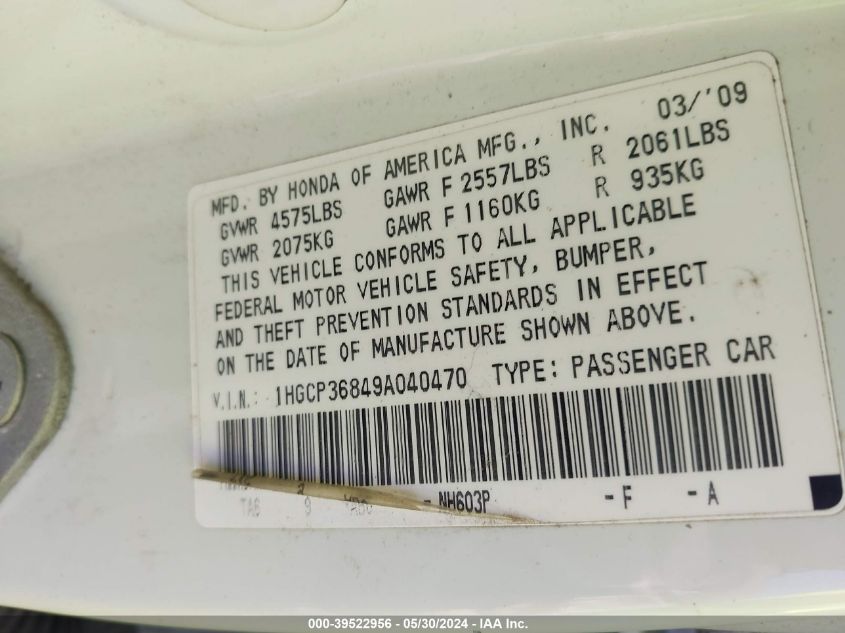 MFD. BY HONDA OF AMERICA MFG., INC. 03/'09
GVWR 4575LBS GAWR F 2557LBS R 2061LBS
GVWR 2075KG GAWR F 1160KG R 935KG
THIS VEHICLE CONFORMS TO ALL APPLICABLE
FEDERAL MOTOR VEHICLE SAFETY, BUMPER,
AND THEFT PREVENTION STANDARDS IN EFFECT
ON THE DATE OF MANUFACTURE SHOWN ABOVE.
V.I.N.: 1HGCP36849A040470 TYPE: PASSENGER CAR
- NH603P - F - A
000-39522956 - 05/30/2024 - IAA Inc.